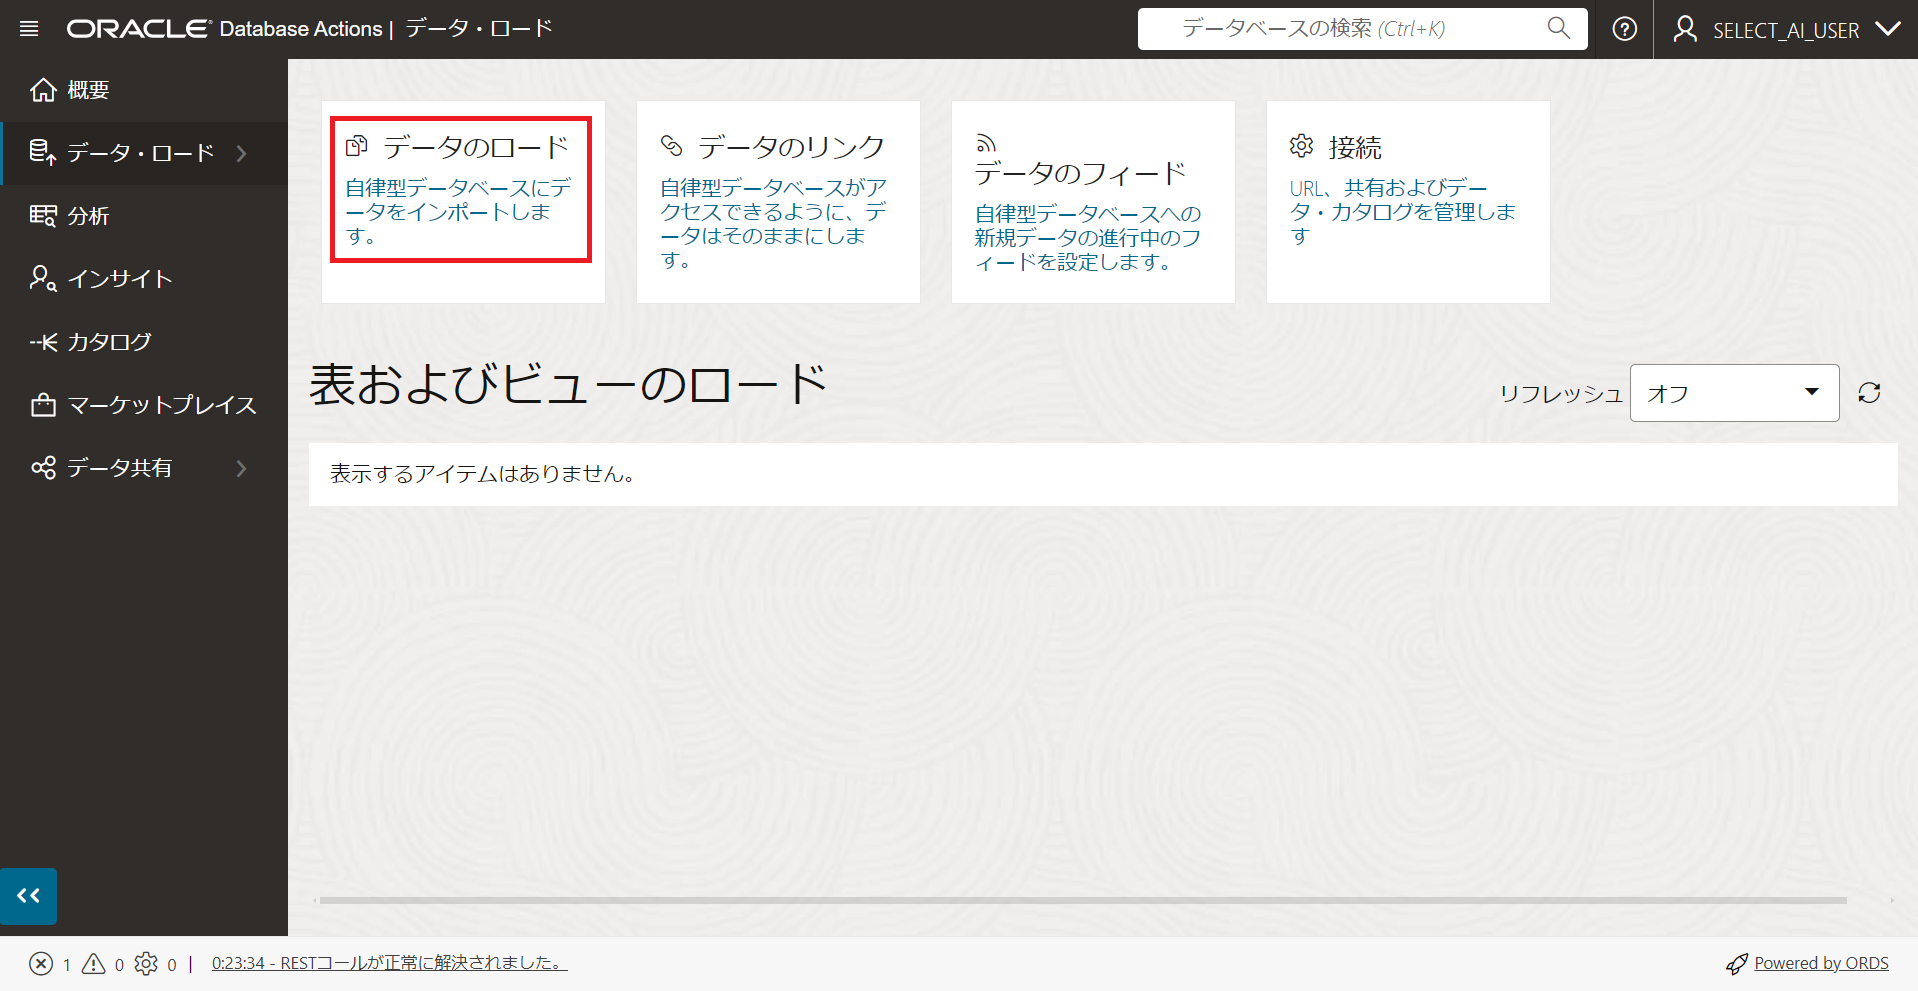 ORACLE Database Actions | データ・ロード
データベースの検索 (Ctrl+K)
SELECT_AI_USER
概要
データ・ロード
分析
インサイト
カタログ
マーケットプレイス
データ共有
データのロード
自律型データベースにデ
ータをインポートしま
す。
データのリンク
自律型データベースがア
クセスできるように、デ
ータはそのままにしま
す。
データのフィード
自律型データベースへの
新規データの進行中のフ
ィードを設定します。
接続
URL、共有およびデー
タ・カタログを管理しま
す
表およびビューのロード
リフレッシュ
オフ
表示するアイテムはありません。
1 0 0 | 0:23:34 - RESTコールが正常に解決されました。
Powered by ORDS